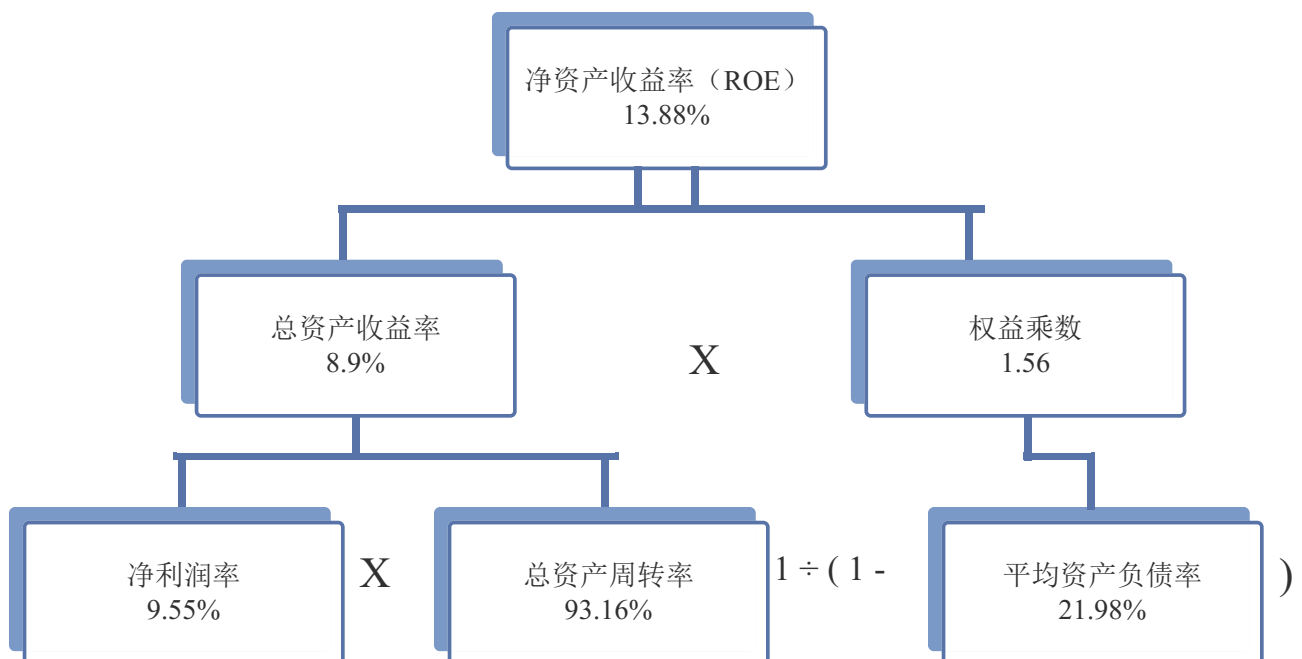 净资产收益率（ROE）
13.88%
总资产收益率
8.9%
X
权益乘数
1.56
净利润率
9.55%
X
总资产周转率
93.16%
1 ÷ ( 1 -
平均资产负债率
21.98%
)